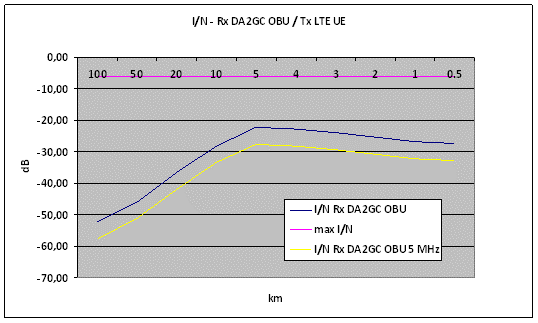 I/N - Rx DA2GC OBU / Tx LTE UE
0,00
100 50 20 10 5 4 3 2 1 0.5
-10,00
-20,00
-30,00
-40,00
-50,00
-60,00
-70,00
dB
I/N Rx DA2GC OBU
max I/N
I/N Rx DA2GC OBU 5 MHz
km